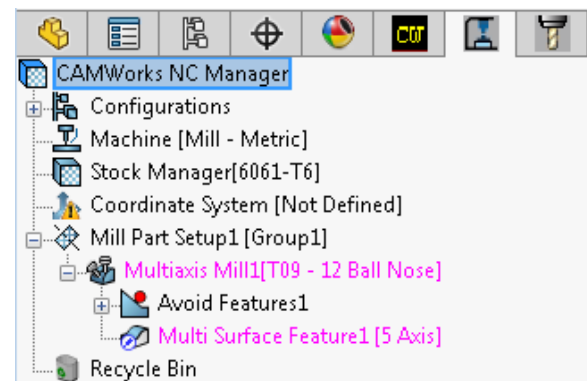 CAMWorks NC Manager
Configurations
Machine [Mill - Metric]
Stock Manager[6061-T6]
Coordinate System [Not Defined]
Mill Part Setup1 [Group1]
Multiaxis Mill1[T09 - 12 Ball Nose]
Avoid Features1
Multi Surface Feature1 [5 Axis]
Recycle Bin